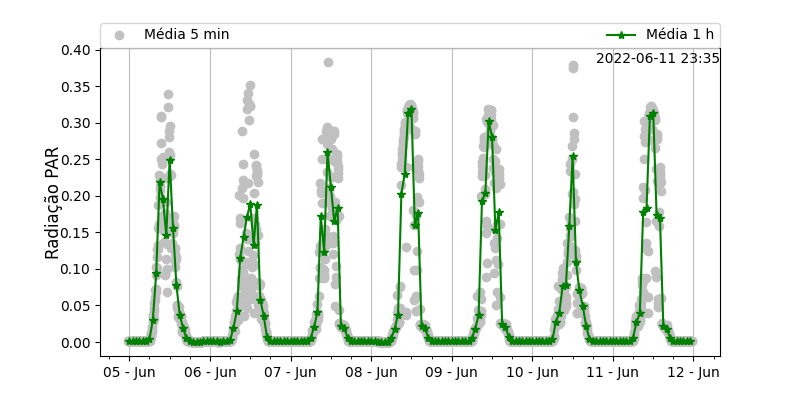 Média 5 min
Média 1 h
2022-06-11 23:35
Radiação PAR
0.40
0.35
0.30
0.25
0.20
0.15
0.10
0.05
0.00
05 - Jun
06 - Jun
07 - Jun
08 - Jun
09 - Jun
10 - Jun
11 - Jun
12 - Jun